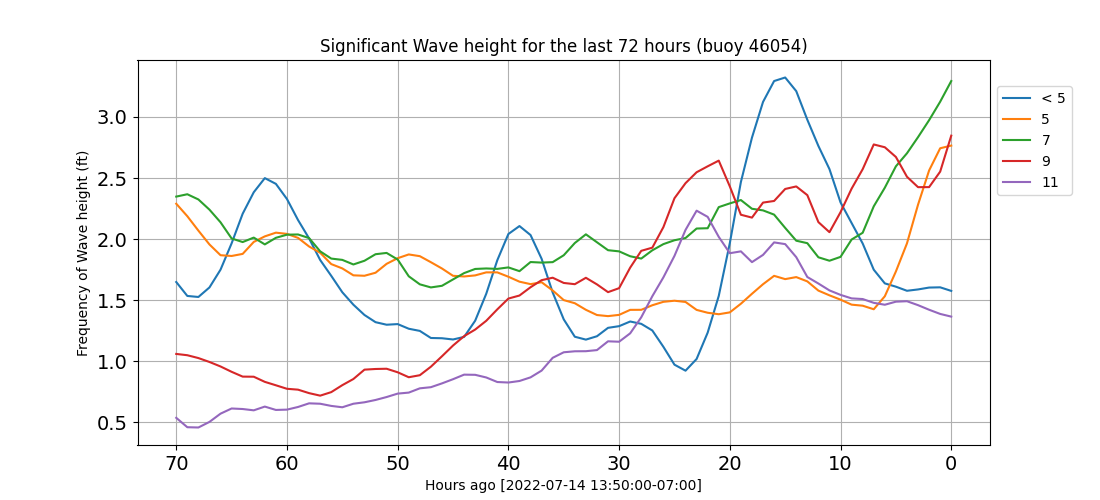 Significant Wave height for the last 72 hours (buoy 46054)
Frequency of Wave height (ft)
3.0
2.5
2.0
1.5
1.0
0.5
70 60 50 40 30 20 10 0
Hours ago [2022-07-14 13:50:00-07:00]
< 5
5
7
9
11